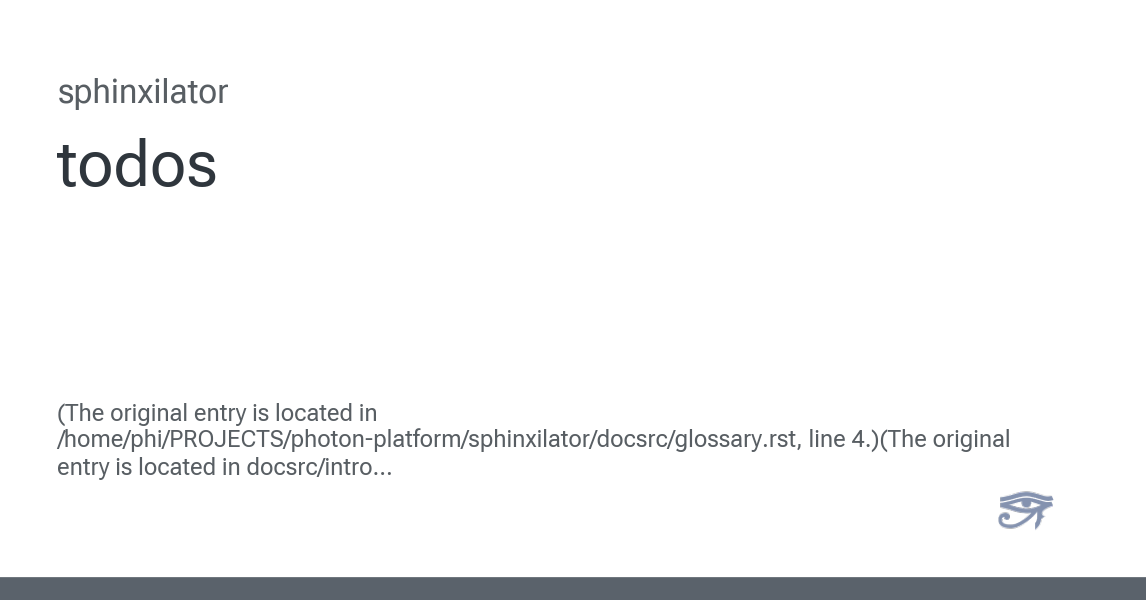 sphinxilator
todos
(The original entry is located in
/home/phi/PROJECTS/photon-platform/sphinxilator/docsrc/glossary.rst, line 4.)(The original
entry is located in docsrc/intro...